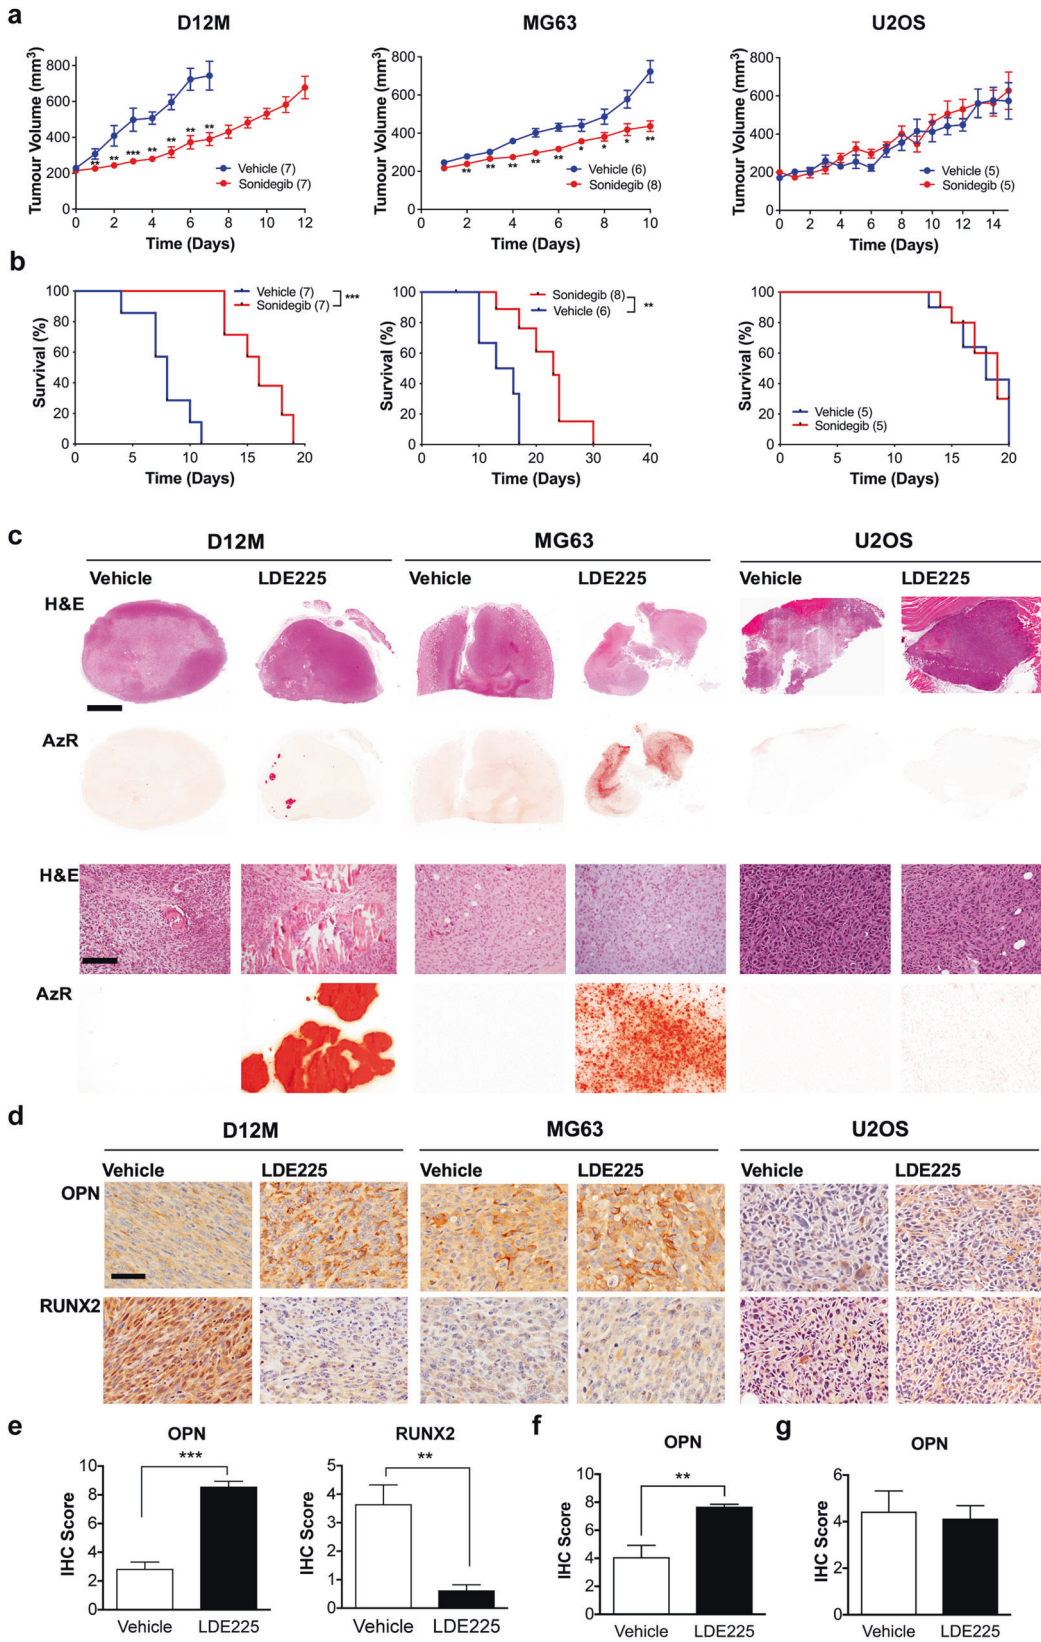 a
D12M
MG63
U2OS
Tumour Volume (mm³)
800
600
400
200
0
** ** *** ** ** ** **
Vehicle (7)
Sonidegib (7)
0 2 4 6 8 10 12
Time (Days)
Tumour Volume (mm³)
800
600
400
200
0
** ** ** ** ** * * * **
Vehicle (6)
Sonidegib (8)
2 4 6 8 10
Time (Days)
Tumour Volume (mm³)
800
600
400
200
0
Vehicle (5)
Sonidegib (5)
0 2 4 6 8 10 12 14
Time (Days)
b
Survival (%)
100
80
60
40
20
0
Vehicle (7)
Sonidegib (7)
***
0 5 10 15 20
Time (Days)
Survival (%)
100
80
60
40
20
0
Sonidegib (8)
Vehicle (6)
**
0 10 20 30 40
Time (Days)
Survival (%)
100
80
60
40
20
0
Vehicle (5)
Sonidegib (5)
0 5 10 15 20
Time (Days)
c
D12M MG63 U2OS
Vehicle LDE225 Vehicle LDE225 Vehicle LDE225
H&E
AzR
H&E
AzR
d
D12M MG63 U2OS
Vehicle LDE225 Vehicle LDE225 Vehicle LDE225
OPN
RUNX2
e
OPN
***
IHC Score
10
8
6
4
2
0
Vehicle LDE225
RUNX2
**
IHC Score
5
4
3
2
1
0
Vehicle LDE225
f
OPN
**
IHC Score
10
8
6
4
2
0
Vehicle LDE225
g
OPN
IHC Score
6
4
2
0
Vehicle LDE225